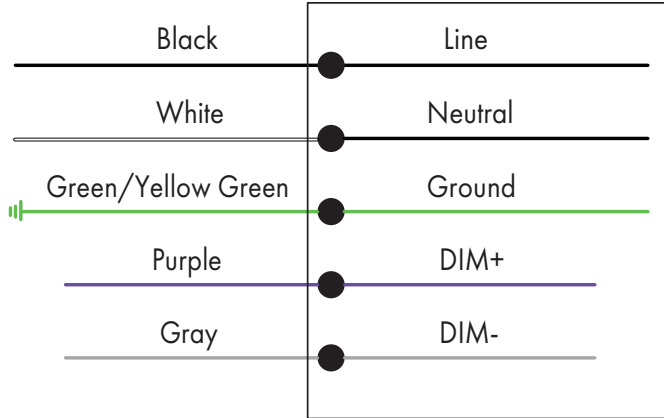 Black Line
White Neutral
Green/Yellow Green Ground
Purple DIM+
Gray DIM-